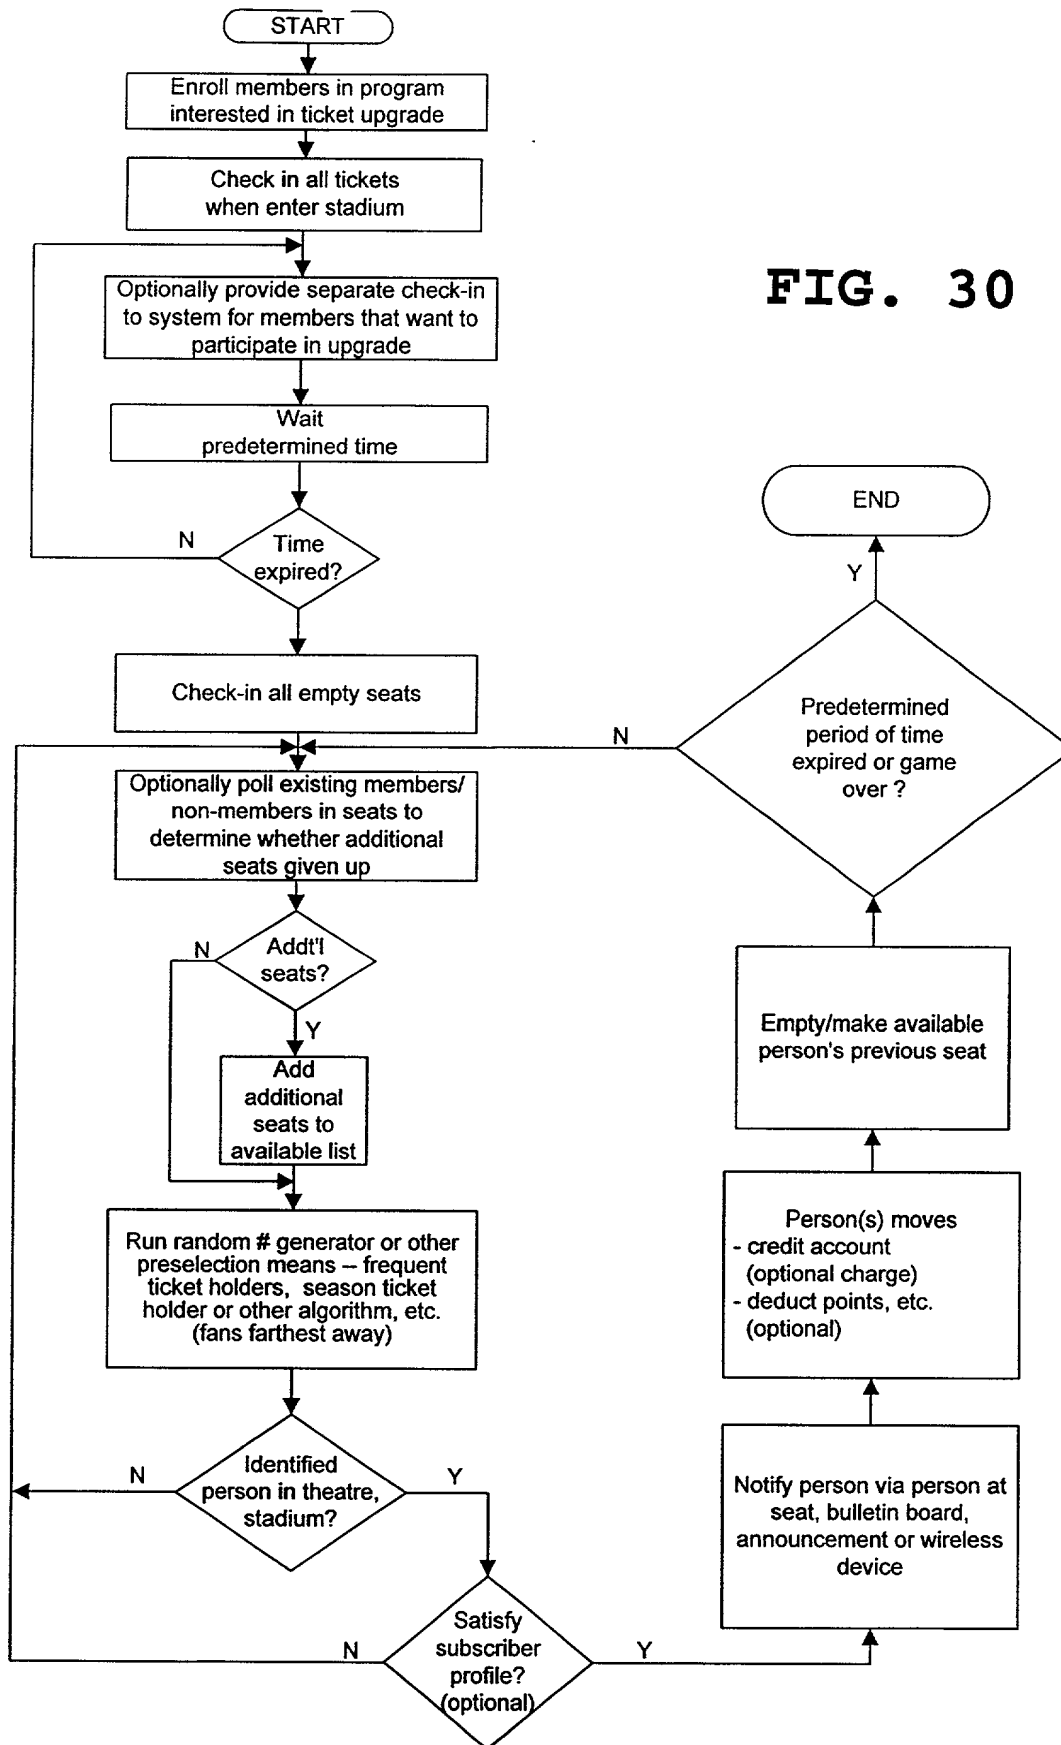 START
Enroll members in program
interested in ticket upgrade
Check in all tickets
when enter stadium
FIG. 30
Optionally provide separate check-in
to system for members that want to
participate in upgrade
Wait
predetermined time
N
Time
expired?
Check-in all empty seats
Optionally poll existing members/
non-members in seats to
determine whether additional
seats given up
N
Addt'l
seats?
Y
Add
additional
seats to
available list
Run random # generator or other
preselection means – frequent
ticket holders, season ticket
holder or other algorithm, etc.
(fans farthest away)
N
Identified
person in theatre,
stadium?
Y
N
Satisfy
subscriber
profile?
(optional)
Y
Notify person via person at
seat, bulletin board,
announcement or wireless
device
Person(s) moves
- credit account
(optional charge)
- deduct points, etc.
(optional)
Empty/make available
person's previous seat
N
Predetermined
period of time
expired or game
over ?
Y
END